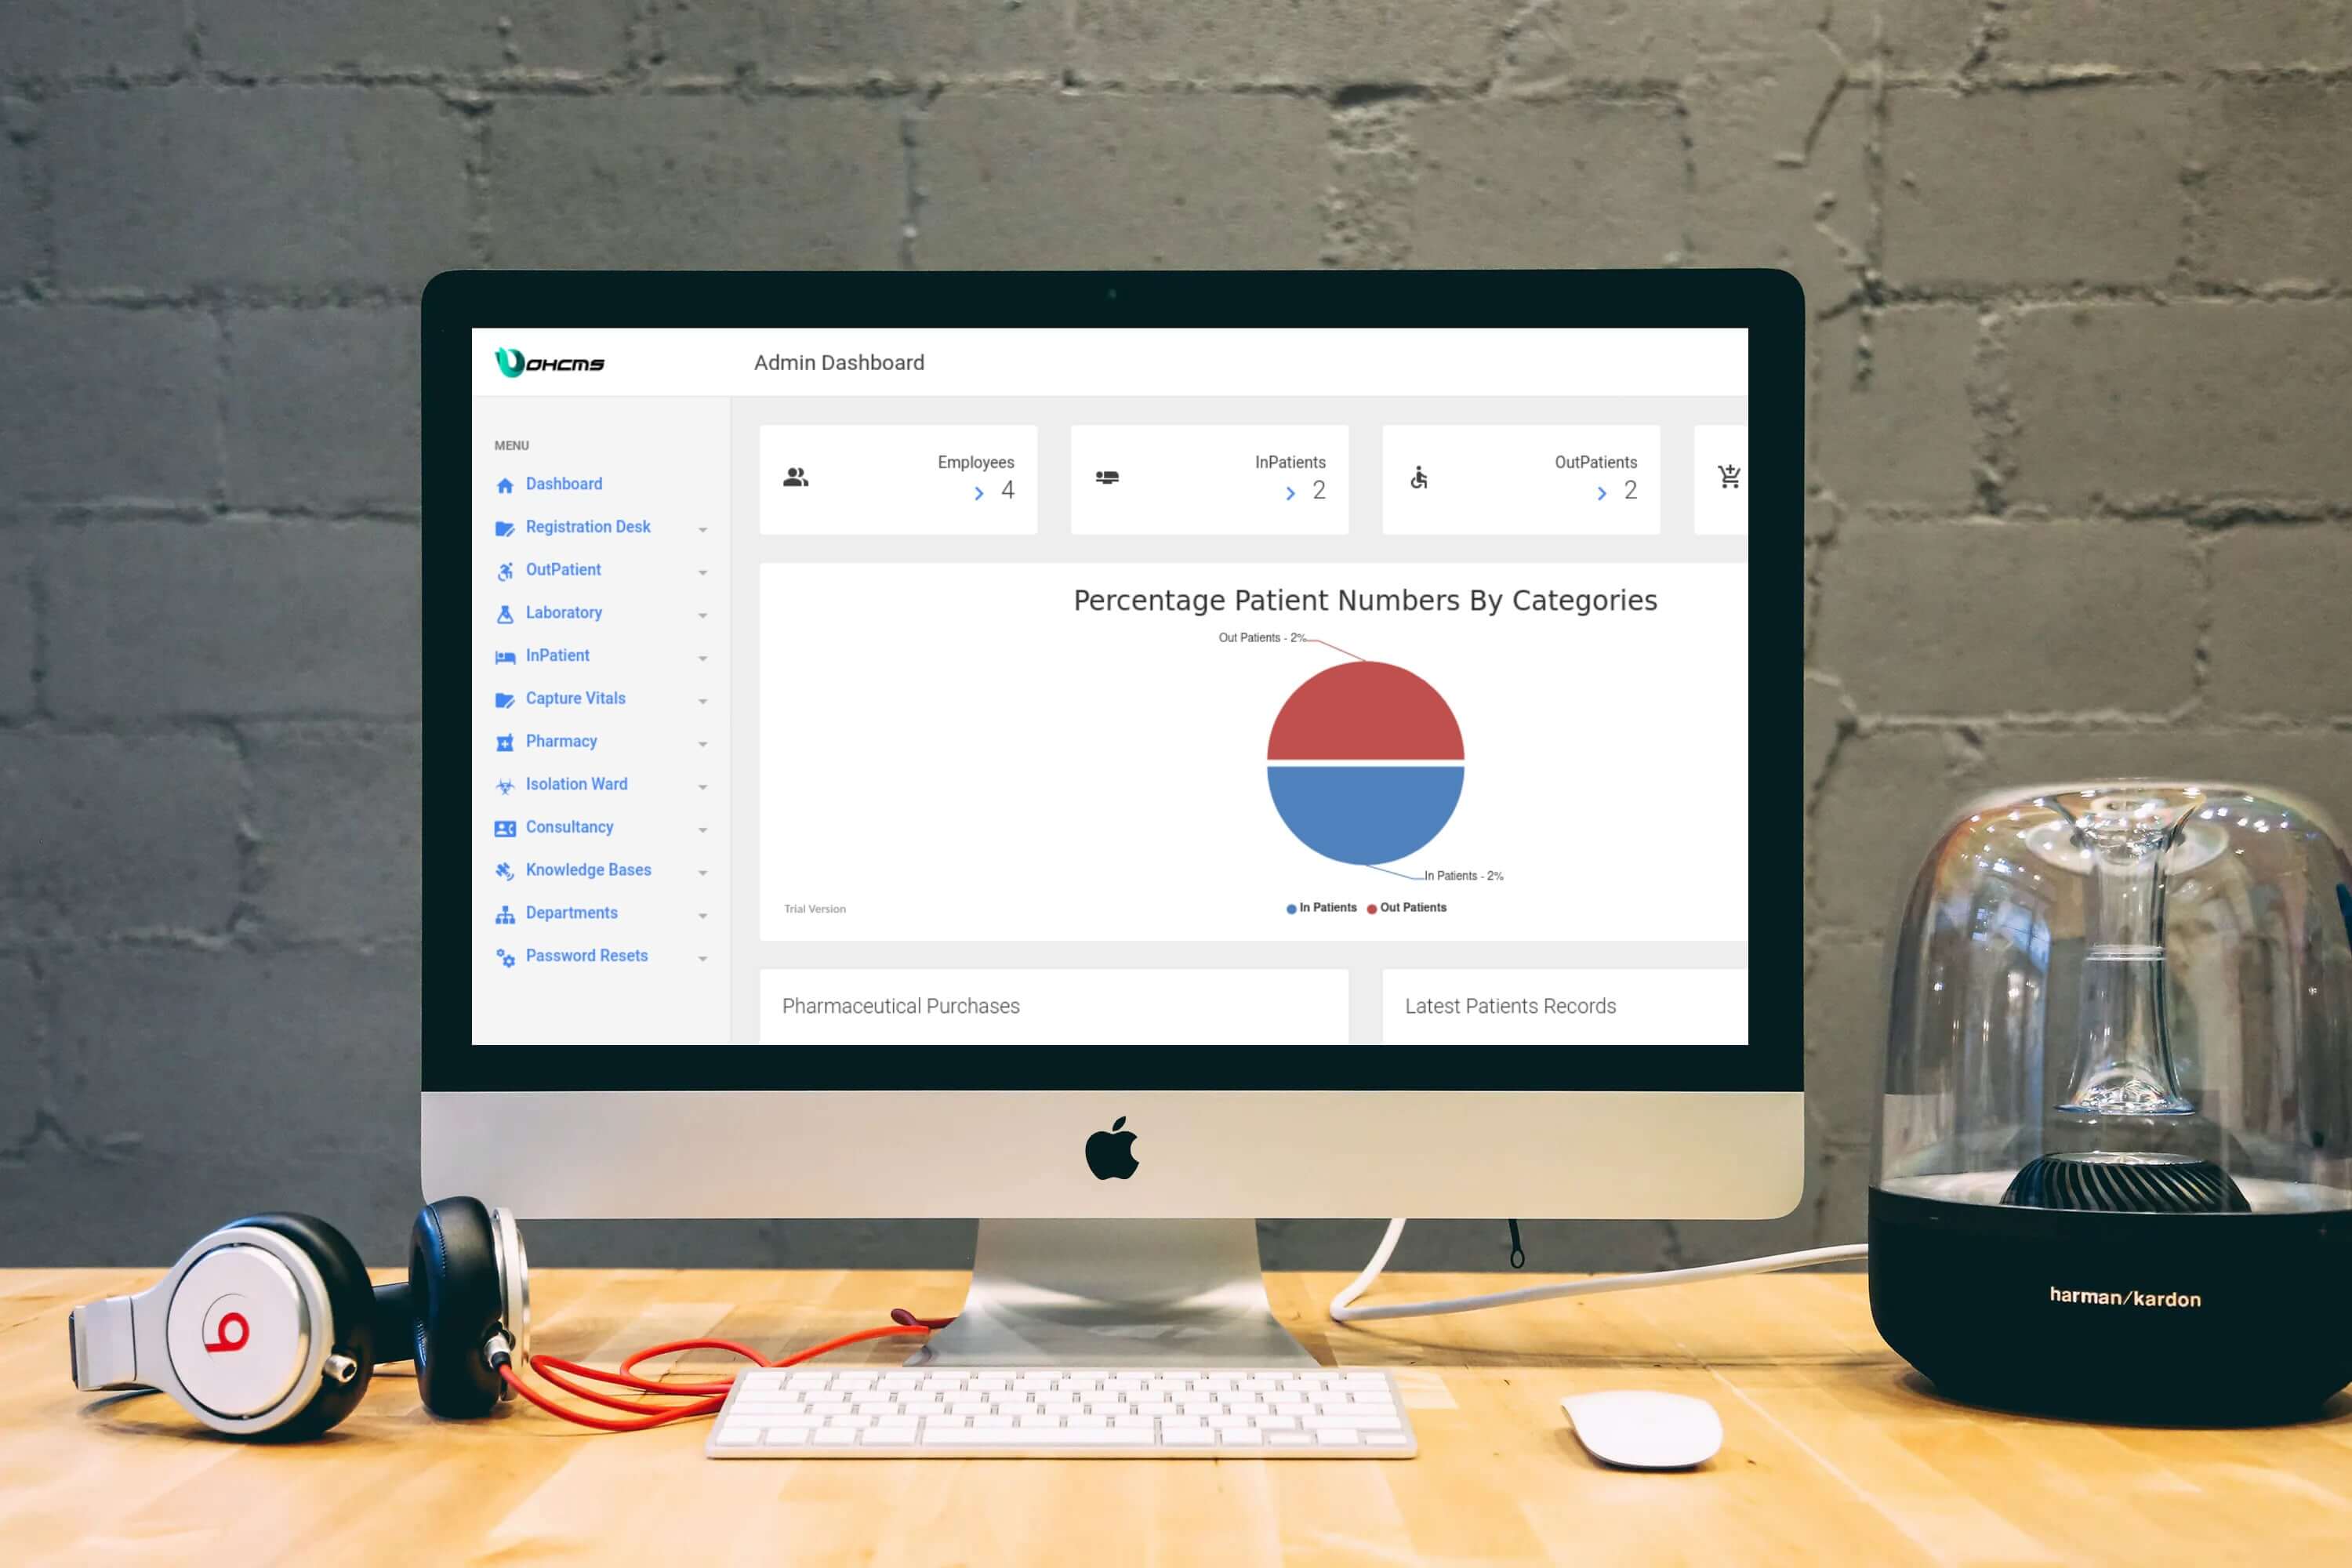 OHCMS
Admin Dashboard
MENU
Dashboard
Registration Desk
OutPatient
Laboratory
InPatient
Capture Vitals
Pharmacy
Isolation Ward
Consultancy
Knowledge Bases
Departments
Password Resets
Employees
4
InPatients
2
OutPatients
2
Percentage Patient Numbers By Categories
Out Patients - 2%
In Patients - 2%
In Patients Out Patients
Trial Version
Pharmaceutical Purchases
Latest Patients Records
b
harman/kardon